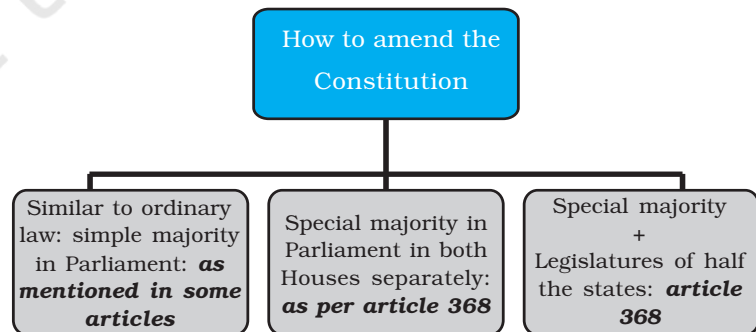 How to amend the
Constitution
Similar to ordinary
law: simple majority
in Parliament: as
mentioned in some
articles
Special majority in
Parliament in both
Houses separately:
as per article 368
Special majority
+
Legislatures of half
the states: article
368